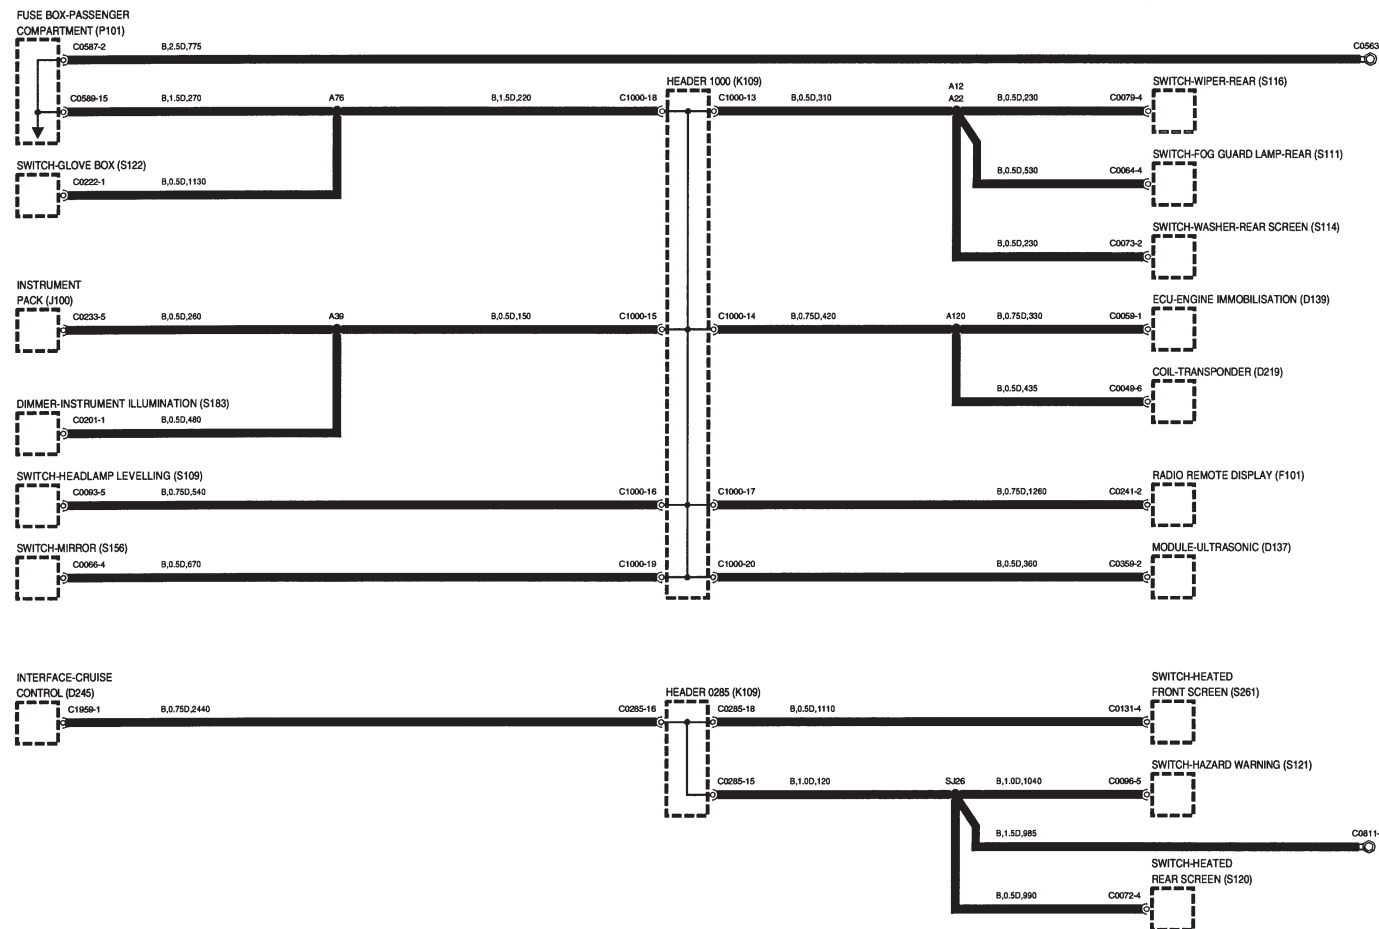 FUSE BOX-PASSENGER
COMPARTMENT (P101)
C0587-2 B,2.5D,775 C0563
C0589-15 B,1.5D,270 A76 B,1.5D,220 C1000-18
HEADER 1000 (K109)
C1000-13 B,0.5D,310 A12
A22 B,0.5D,230 C0079-4
SWITCH-WIPER-REAR (S116)
SWITCH-GLOVE BOX (S122)
C0222-1 B,0.5D,1130
SWITCH-FOG GUARD LAMP-REAR (S111)
B,0.5D,530 C0064-4
SWITCH-WASHER-REAR SCREEN (S114)
B,0.5D,230 C0073-2
INSTRUMENT
PACK (J100)
C0233-5 B,0.5D,260 A39 B,0.5D,150 C1000-15
C1000-14 B,0.75D,420 A120 B,0.75D,330 C0059-1
ECU-ENGINE IMMOBILISATION (D139)
COIL-TRANSPONDER (D219)
B,0.5D,435 C0049-6
DIMMER-INSTRUMENT ILLUMINATION (S183)
C0201-1 B,0.5D,480
SWITCH-HEADLAMP LEVELLING (S109)
C0093-5 B,0.75D,540 C1000-16
C1000-17 B,0.75D,1260 C0241-2
RADIO REMOTE DISPLAY (F101)
SWITCH-MIRROR (S156)
C0066-4 B,0.5D,670 C1000-19
C1000-20 B,0.5D,360 C0359-2
MODULE-ULTRASONIC (D137)
INTERFACE-CRUISE
CONTROL (D245)
C1959-1 B,0.75D,2440 C0285-16
HEADER 0285 (K109)
C0285-18 B,0.5D,1110 C0131-4
SWITCH-HEATED
FRONT SCREEN (S261)
C0285-15 B,1.0D,120 SJ26 B,1.0D,1040 C0096-5
SWITCH-HAZARD WARNING (S121)
B,1.5D,985 C0811-
SWITCH-HEATED
REAR SCREEN (S120)
B,0.5D,990 C0072-4